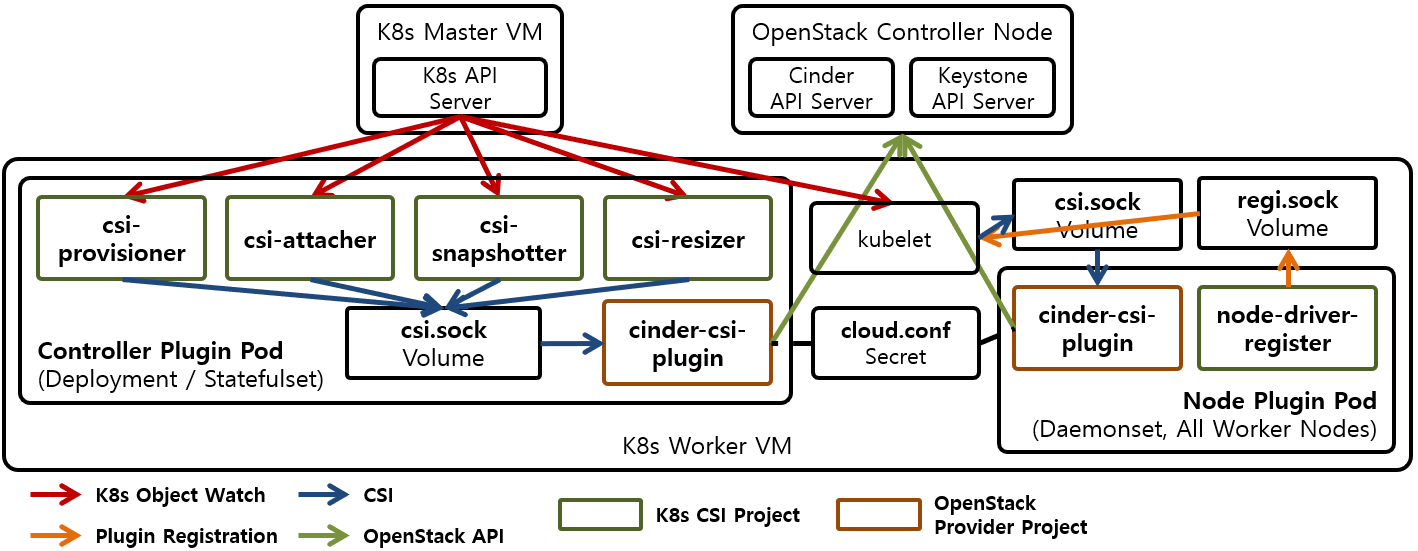 K8s Master VM
K8s API
Server
OpenStack Controller Node
Cinder
API Server
Keystone
API Server
csi-
provisioner
csi-attacher
csi-
snapshotter
csi-resizer
kubelet
csi.sock
Volume
regi.sock
Volume
csi.sock
Volume
cinder-csi-
plugin
cloud.conf
Secret
cinder-csi-
plugin
node-driver-
register
Controller Plugin Pod
(Deployment / Statefulset)
Node Plugin Pod
(Daemonset, All Worker Nodes)
K8s Worker VM
K8s Object Watch
CSI
Plugin Registration
OpenStack API
K8s CSI Project
OpenStack
Provider Project